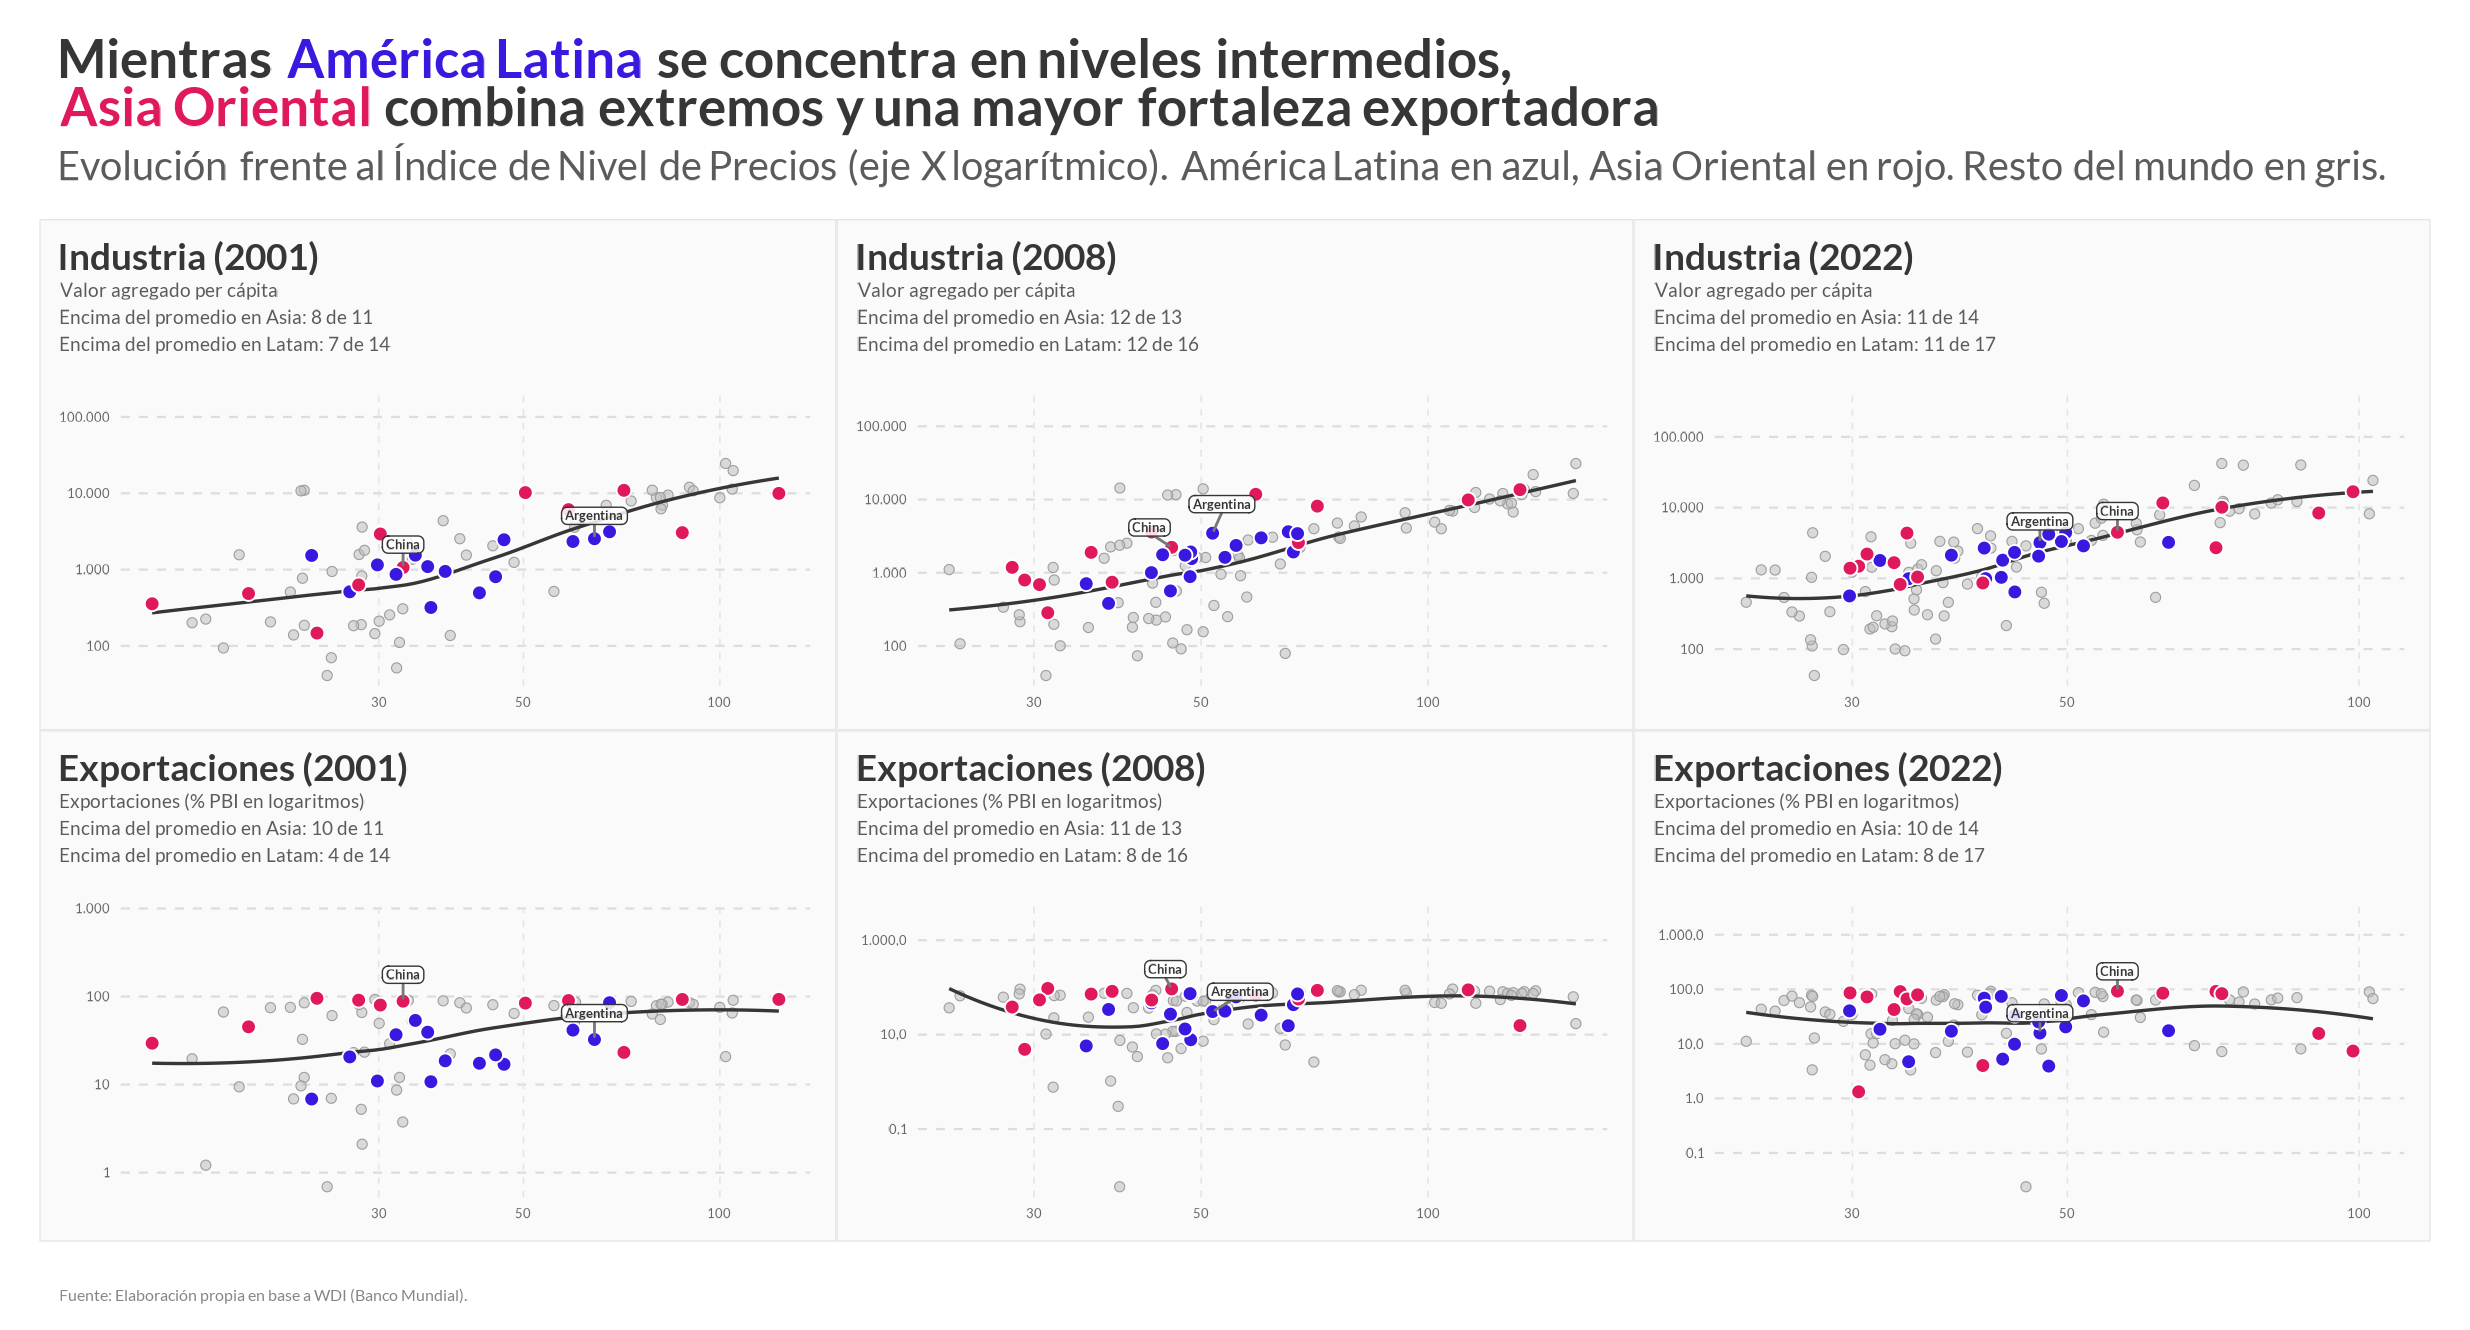 Mientras América Latina se concentra en niveles intermedios,
Asia Oriental combina extremos y una mayor fortaleza exportadora
Evolución frente al Índice de Nivel de Precios (eje X logarítmico). América Latina en azul, Asia Oriental en rojo. Resto del mundo en gris.
Industria (2001)
Valor agregado per cápita
Encima del promedio en Asia: 8 de 11
Encima del promedio en Latam: 7 de 14
100.000
10.000
1.000
100
China
Argentina
30
50
100
Industria (2008)
Valor agregado per cápita
Encima del promedio en Asia: 12 de 13
Encima del promedio en Latam: 12 de 16
100.000
10.000
1.000
100
Argentina
China
30
50
100
Industria (2022)
Valor agregado per cápita
Encima del promedio en Asia: 11 de 14
Encima del promedio en Latam: 11 de 17
100.000
10.000
1.000
100
China
Argentina
30
50
100
Exportaciones (2001)
Exportaciones (% PBI en logaritmos)
Encima del promedio en Asia: 10 de 11
Encima del promedio en Latam: 4 de 14
1.000
100
10
1
China
Argentina
30
50
100
Exportaciones (2008)
Exportaciones (% PBI en logaritmos)
Encima del promedio en Asia: 11 de 13
Encima del promedio en Latam: 8 de 16
1.000,0
10,0
0,1
China
Argentina
30
50
100
Exportaciones (2022)
Exportaciones (% PBI en logaritmos)
Encima del promedio en Asia: 10 de 14
Encima del promedio en Latam: 8 de 17
1.000,0
100,0
10,0
1,0
0,1
China
Argentina
30
50
100
Fuente: Elaboración propia en base a WDI (Banco Mundial).